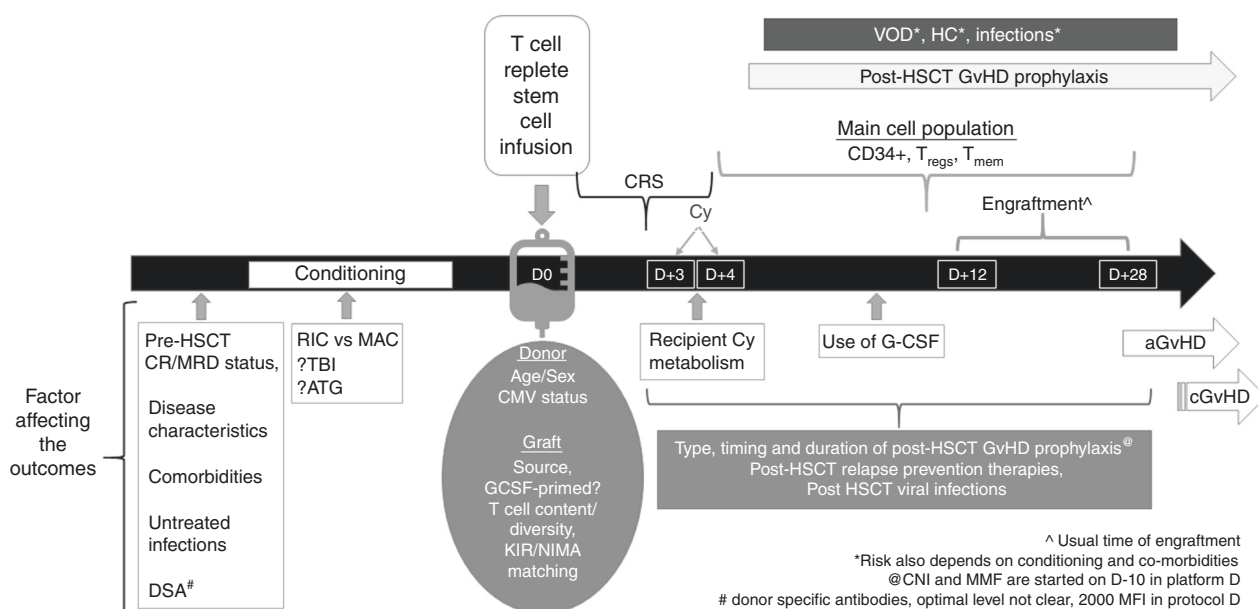 VOD*, HC*, infections*
Post-HSCT GvHD prophylaxis
T cell
replete
stem
cell
infusion
Main cell population
CD34+, Tregs, Tmem
CRS
Cy
Engraftment^
Conditioning
D0
D+3
D+4
D+12
D+28
Factor
affecting
the
outcomes
Pre-HSCT
CR/MRD status,
Disease
characteristics
Comorbidities
Untreated
infections
DSA#
RIC vs MAC
?TBI
?ATG
Donor
Age/Sex
CMV status
Graft
Source,
GCSF-primed?
T cell content/
diversity,
KIR/NIMA
matching
Recipient Cy
metabolism
Use of G-CSF
aGvHD
cGvHD
Type, timing and duration of post-HSCT GvHD prophylaxis@
Post-HSCT relapse prevention therapies,
Post HSCT viral infections
^ Usual time of engraftment
*Risk also depends on conditioning and co-morbidities
@CNI and MMF are started on D-10 in platform D
# donor specific antibodies, optimal level not clear, 2000 MFI in protocol D